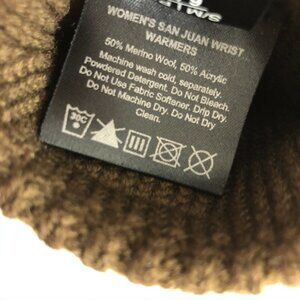 WOMEN'S SAN JUAN WRIST
WARMERS
50% Merino Wool, 50% Acrylic
Machine wash cold, separately.
Powdered Detergent. Do Not Bleach.
Do Not Use Fabric Softener. Drip Dry.
Do Not Machine Dry. Do Not Dry
Clean.
30C